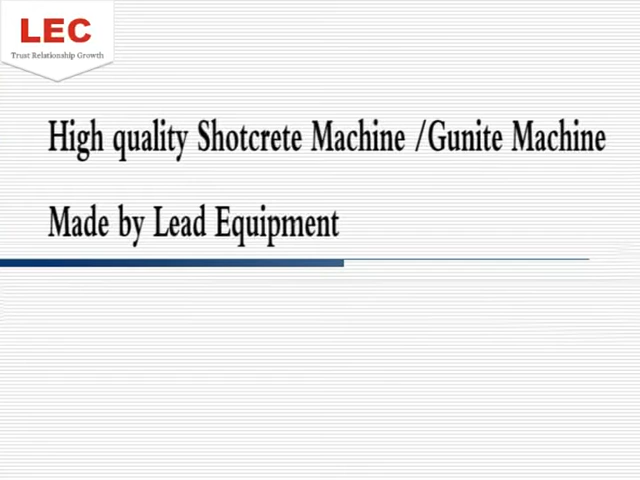 LEC
Trust Relationship Growth
High quality Shotcrete Machine /Gunite Machine
Made by Lead Equipment